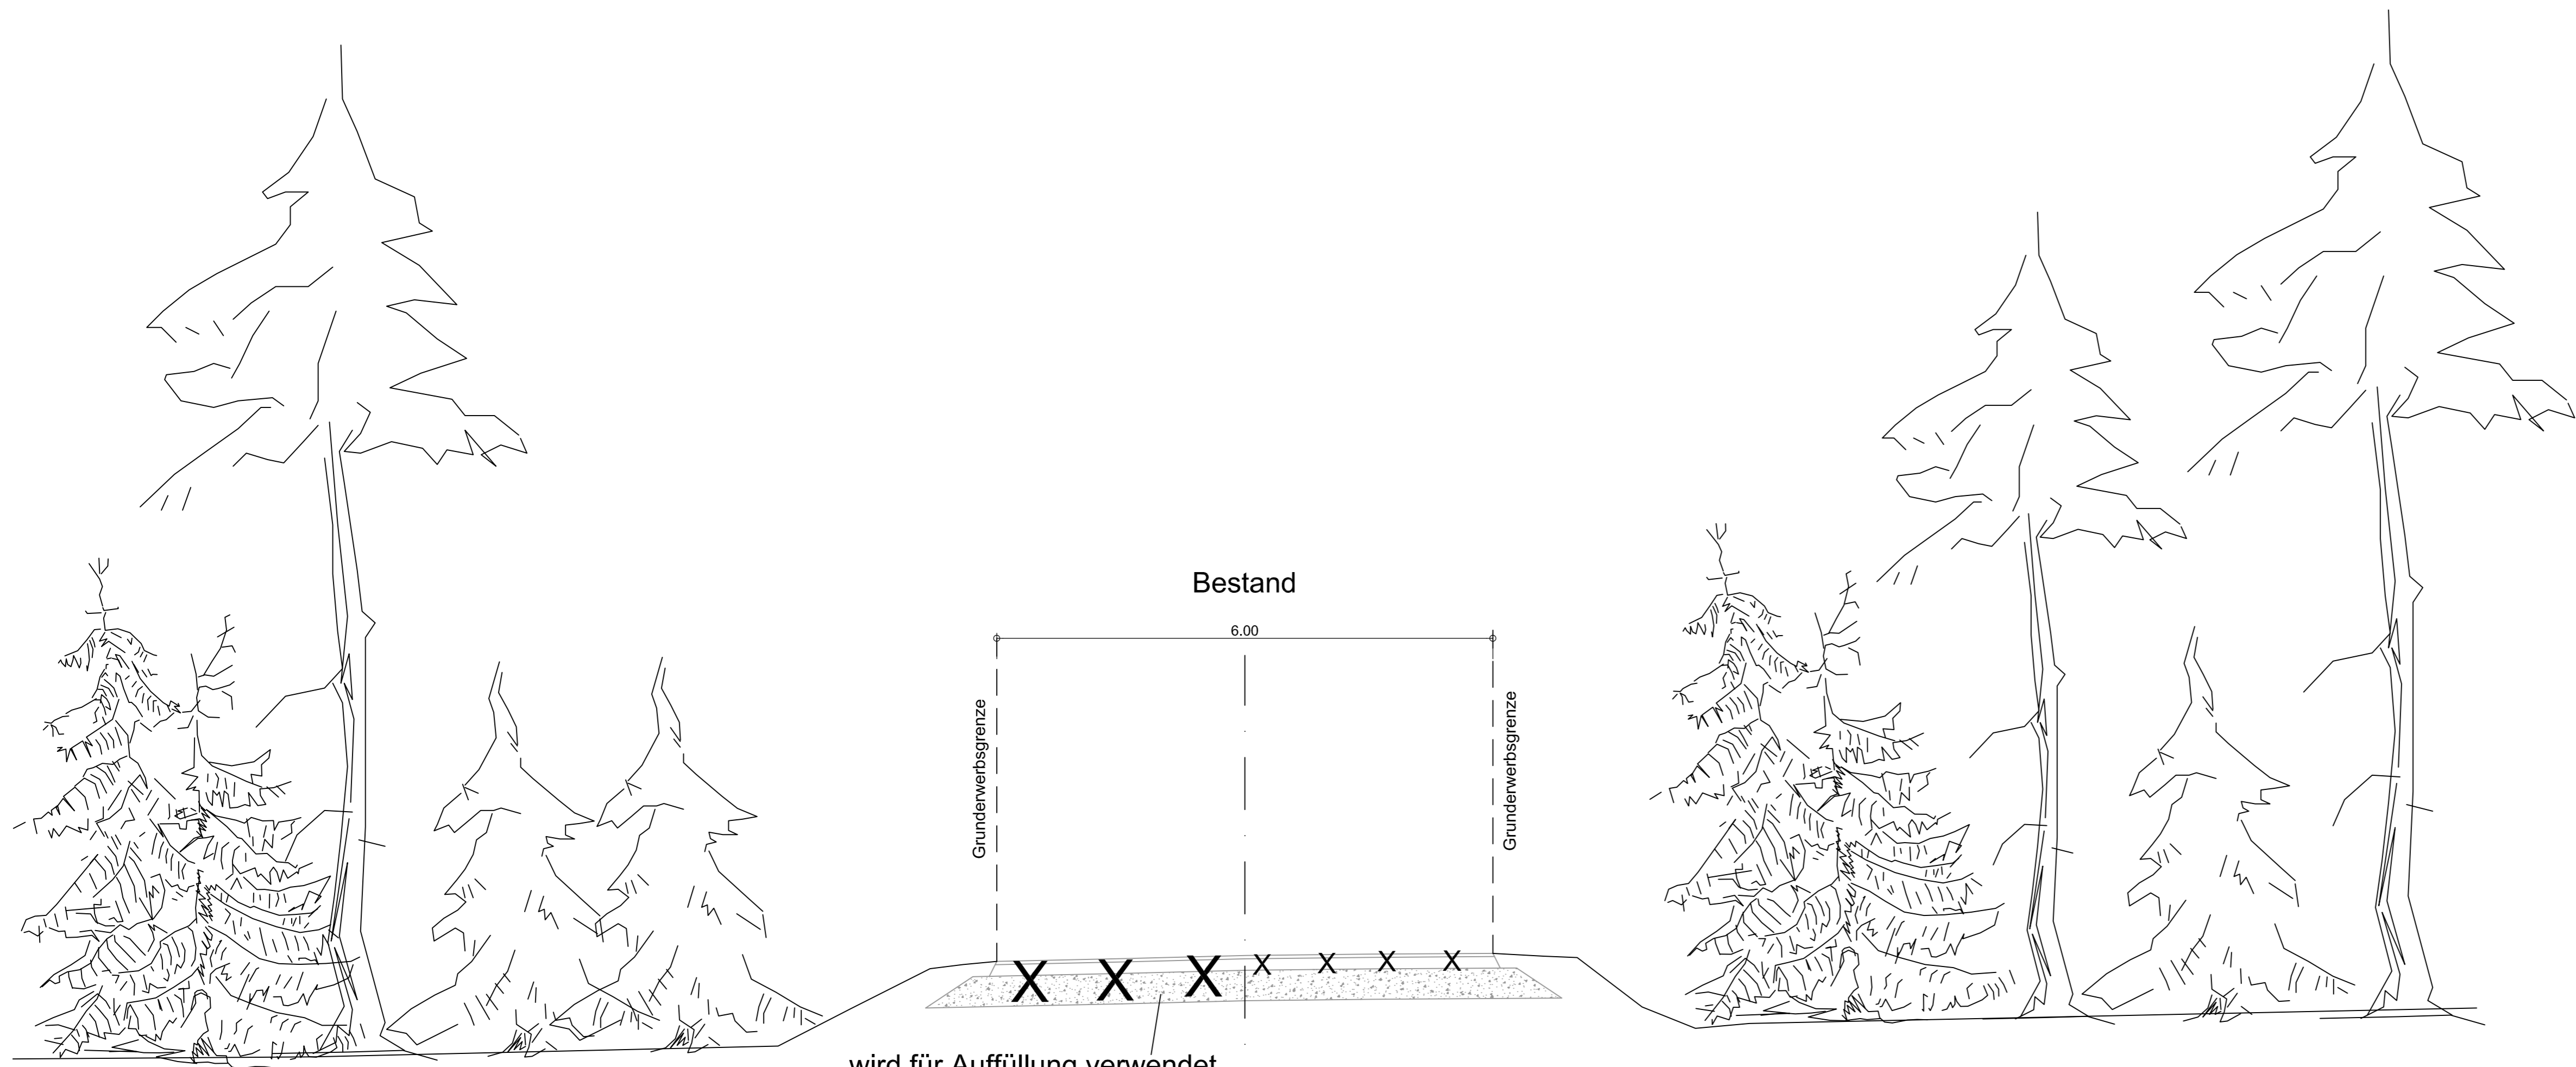 Bestand
6.00
Grunderwerbsgrenze
Grunderwerbsgrenze
X X X X X X X
wird für Auffüllung verwendet